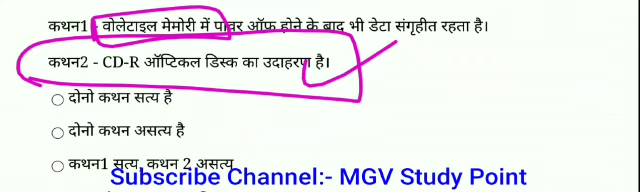 कथन1 - वोलेटाइल मेमोरी में पावर ऑफ होने के बाद भी डेटा संगृहीत रहता है।
कथन2 - CD-R ऑप्टिकल डिस्क का उदाहरण है।
दोनो कथन सत्य है
दोनो कथन असत्य है
कथन1 सत्य, कथन 2 असत्य
Subscribe Channel:- MGV Study Point